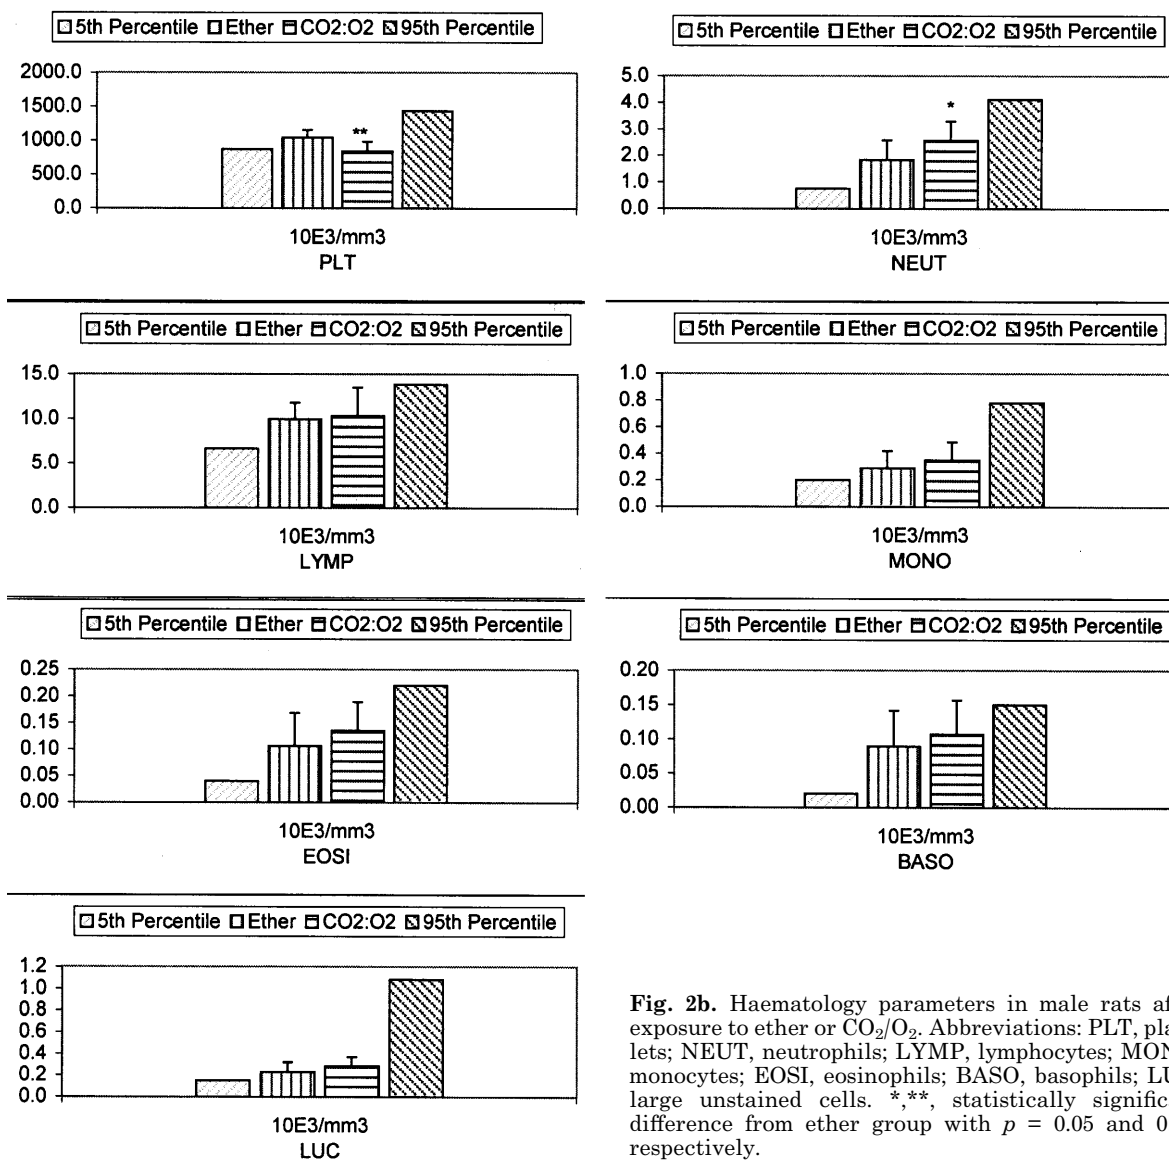 5th Percentile Ether CO2:O2 95th Percentile
2000.0
1500.0
1000.0
500.0
0.0
**
10E3/mm3
PLT
5th Percentile Ether CO2:O2 95th Percentile
5.0
4.0
3.0
2.0
1.0
0.0
*
10E3/mm3
NEUT
5th Percentile Ether CO2:O2 95th Percentile
15.0
10.0
5.0
0.0
10E3/mm3
LYMP
5th Percentile Ether CO2:O2 95th Percentile
1.0
0.8
0.6
0.4
0.2
0.0
10E3/mm3
MONO
5th Percentile Ether CO2:O2 95th Percentile
0.25
0.20
0.15
0.10
0.05
0.00
10E3/mm3
EOSI
5th Percentile Ether CO2:O2 95th Percentile
0.20
0.15
0.10
0.05
0.00
10E3/mm3
BASO
5th Percentile Ether CO2:O2 95th Percentile
1.2
1.0
0.8
0.6
0.4
0.2
0.0
10E3/mm3
LUC
Fig. 2b. Haematology parameters in male rats af
exposure to ether or CO₂/O₂. Abbreviations: PLT, pla
lets; NEUT, neutrophils; LYMP, lymphocytes; MON
monocytes; EOSI, eosinophils; BASO, basophils; LU
large unstained cells. *,**, statistically signific
difference from ether group with p = 0.05 and 0.
respectively.